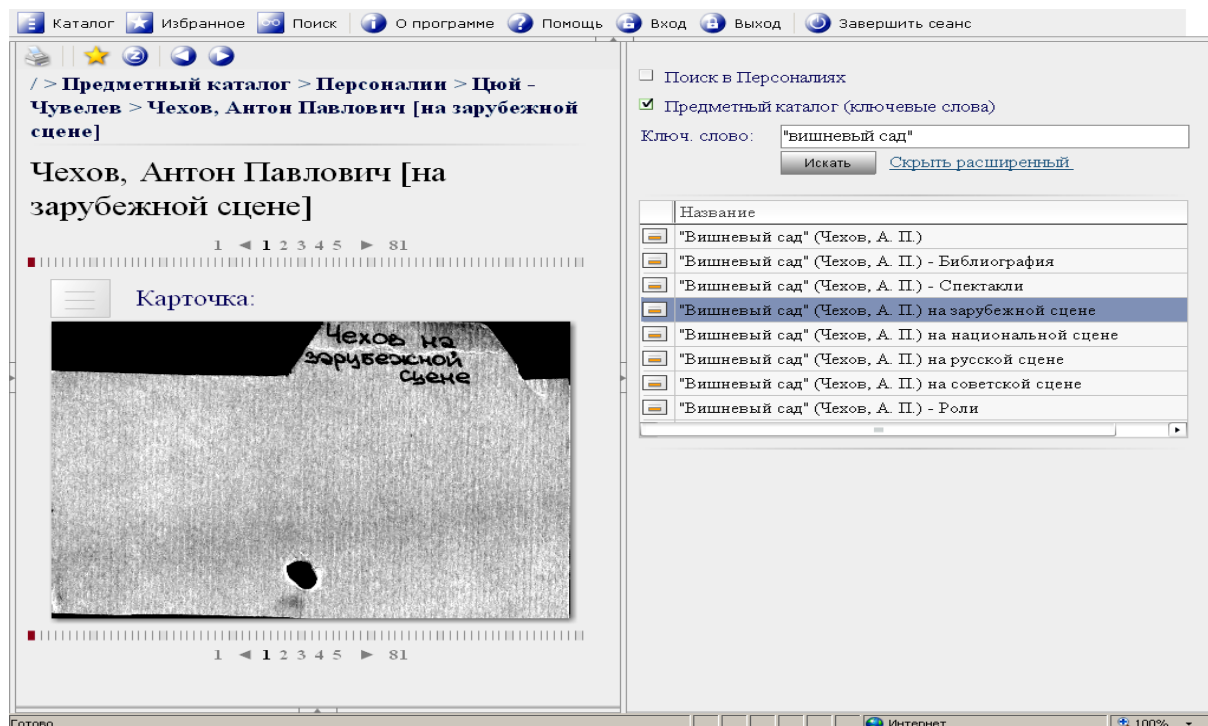 Каталог Избранное Поиск О программе Помощь Вход Выход Завершить сеанс
/ > Предметный каталог > Персоналии > Цюй -
Чувелев > Чехов, Антон Павлович [на зарубежной
сцене]
Чехов, Антон Павлович [на
зарубежной сцене]
1 ◄ 1 2 3 4 5 ► 81
Карточка:
Чехов на
зарубежной
сцене
1 ◄ 1 2 3 4 5 ► 81
Поиск в Персоналиях
Предметный каталог (ключевые слова)
Ключ. слово: "вишневый сад"
Искать Скрыть расширенный
Название
"Вишневый сад" (Чехов, А. П.)
"Вишневый сад" (Чехов, А. П.) - Библиография
"Вишневый сад" (Чехов, А. П.) - Спектакли
"Вишневый сад" (Чехов, А. П.) на зарубежной сцене
"Вишневый сад" (Чехов, А. П.) на национальной сцене
"Вишневый сад" (Чехов, А. П.) на русской сцене
"Вишневый сад" (Чехов, А. П.) на советской сцене
"Вишневый сад" (Чехов, А. П.) - Роли
Готово Интернет 100%